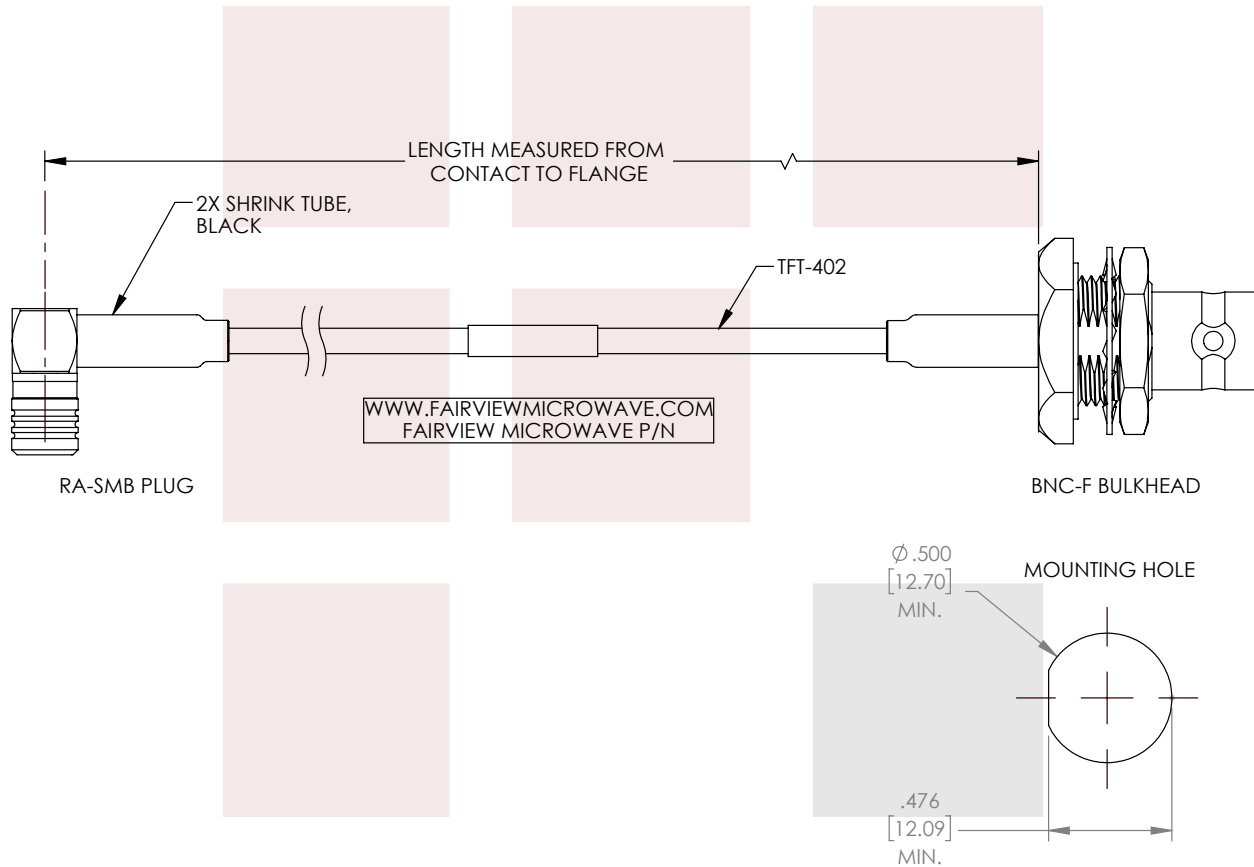 LENGTH MEASURED FROM
CONTACT TO FLANGE
2X SHRINK TUBE,
BLACK
TFT-402
WWW.FAIRVIEWMICROWAVE.COM
FAIRVIEW MICROWAVE P/N
RA-SMB PLUG
BNC-F BULKHEAD
Ø.500
[12.70]
MIN.
MOUNTING HOLE
.476
[12.09]
MIN.